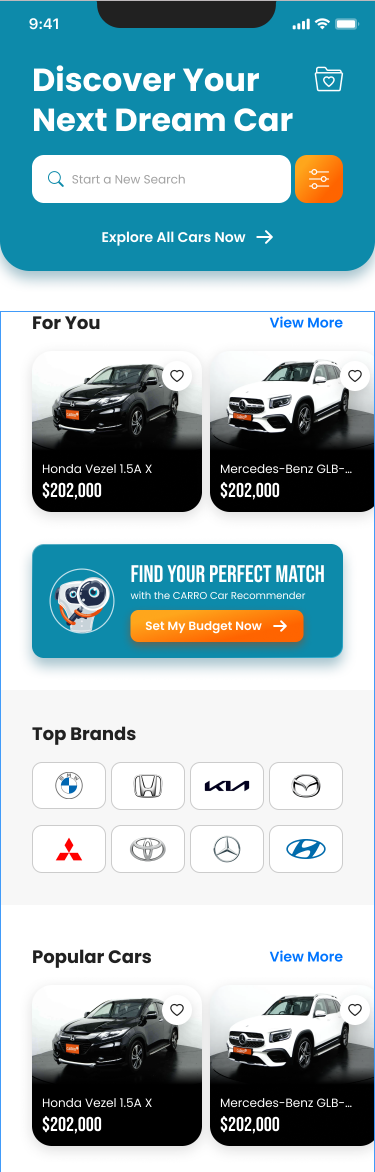 9:41
Discover Your
Next Dream Car
Start a New Search
Explore All Cars Now
For You
View More
Honda Vezel 1.5A X
$202,000
Mercedes-Benz GLB-...
$202,000
FIND YOUR PERFECT MATCH
with the CARRO Car Recommender
Set My Budget Now
Top Brands
BMW
KIA
Popular Cars
View More
Honda Vezel 1.5A X
$202,000
Mercedes-Benz GLB-...
$202,000